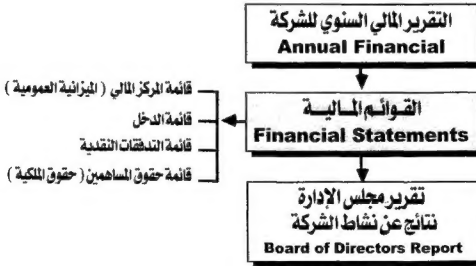 التقرير المالي السنوي للشركة
Annual Financial
القوائم المالية
Financial Statements
قائمة المركز المالي ( الميزانية العمومية )
قائمة الدخل
قائمة التدفقات النقدية
قائمة حقوق المساهمين ( حقوق الملكية )
تقرير مجلس الإدارة
نتائج عن نشاط الشركة
Board of Directors Report